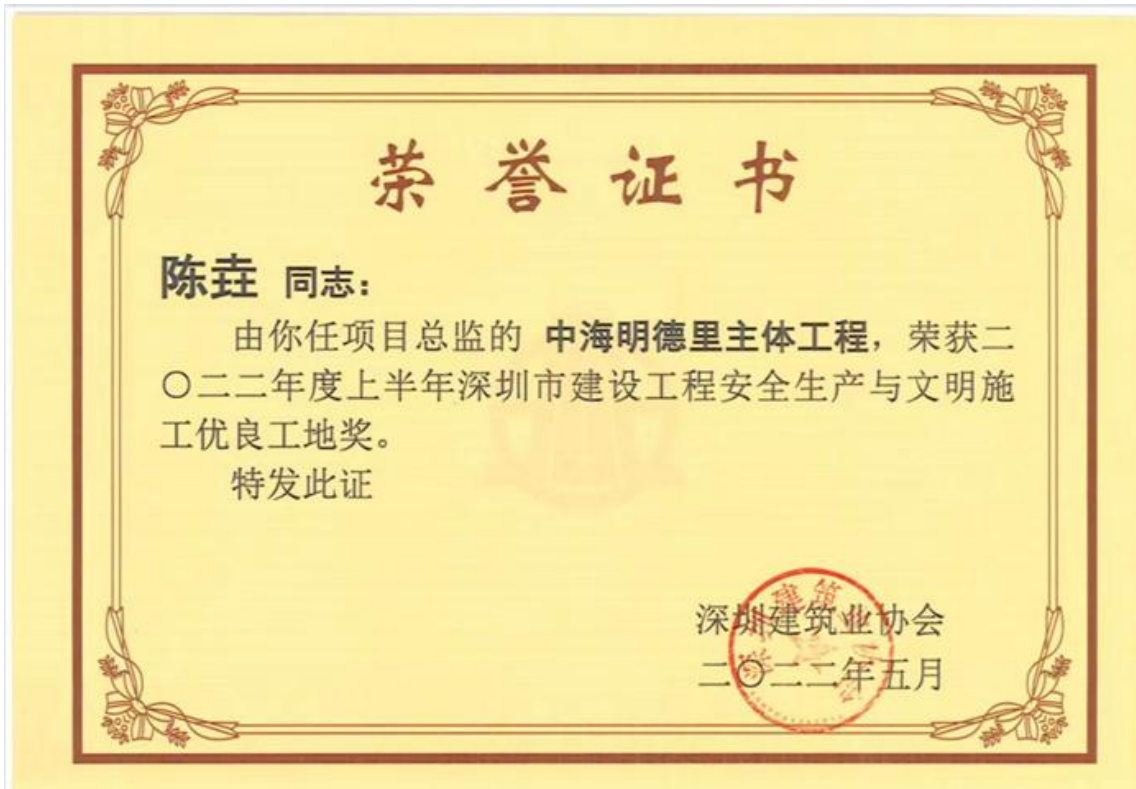 荣誉证书
陈垚 同志：
由你任项目总监的 中海明德里主体工程，荣获二
〇二二年度上半年深圳市建设工程安全生产与文明施
工优良工地奖。
特发此证
深圳建筑业协会
二〇二二年五月